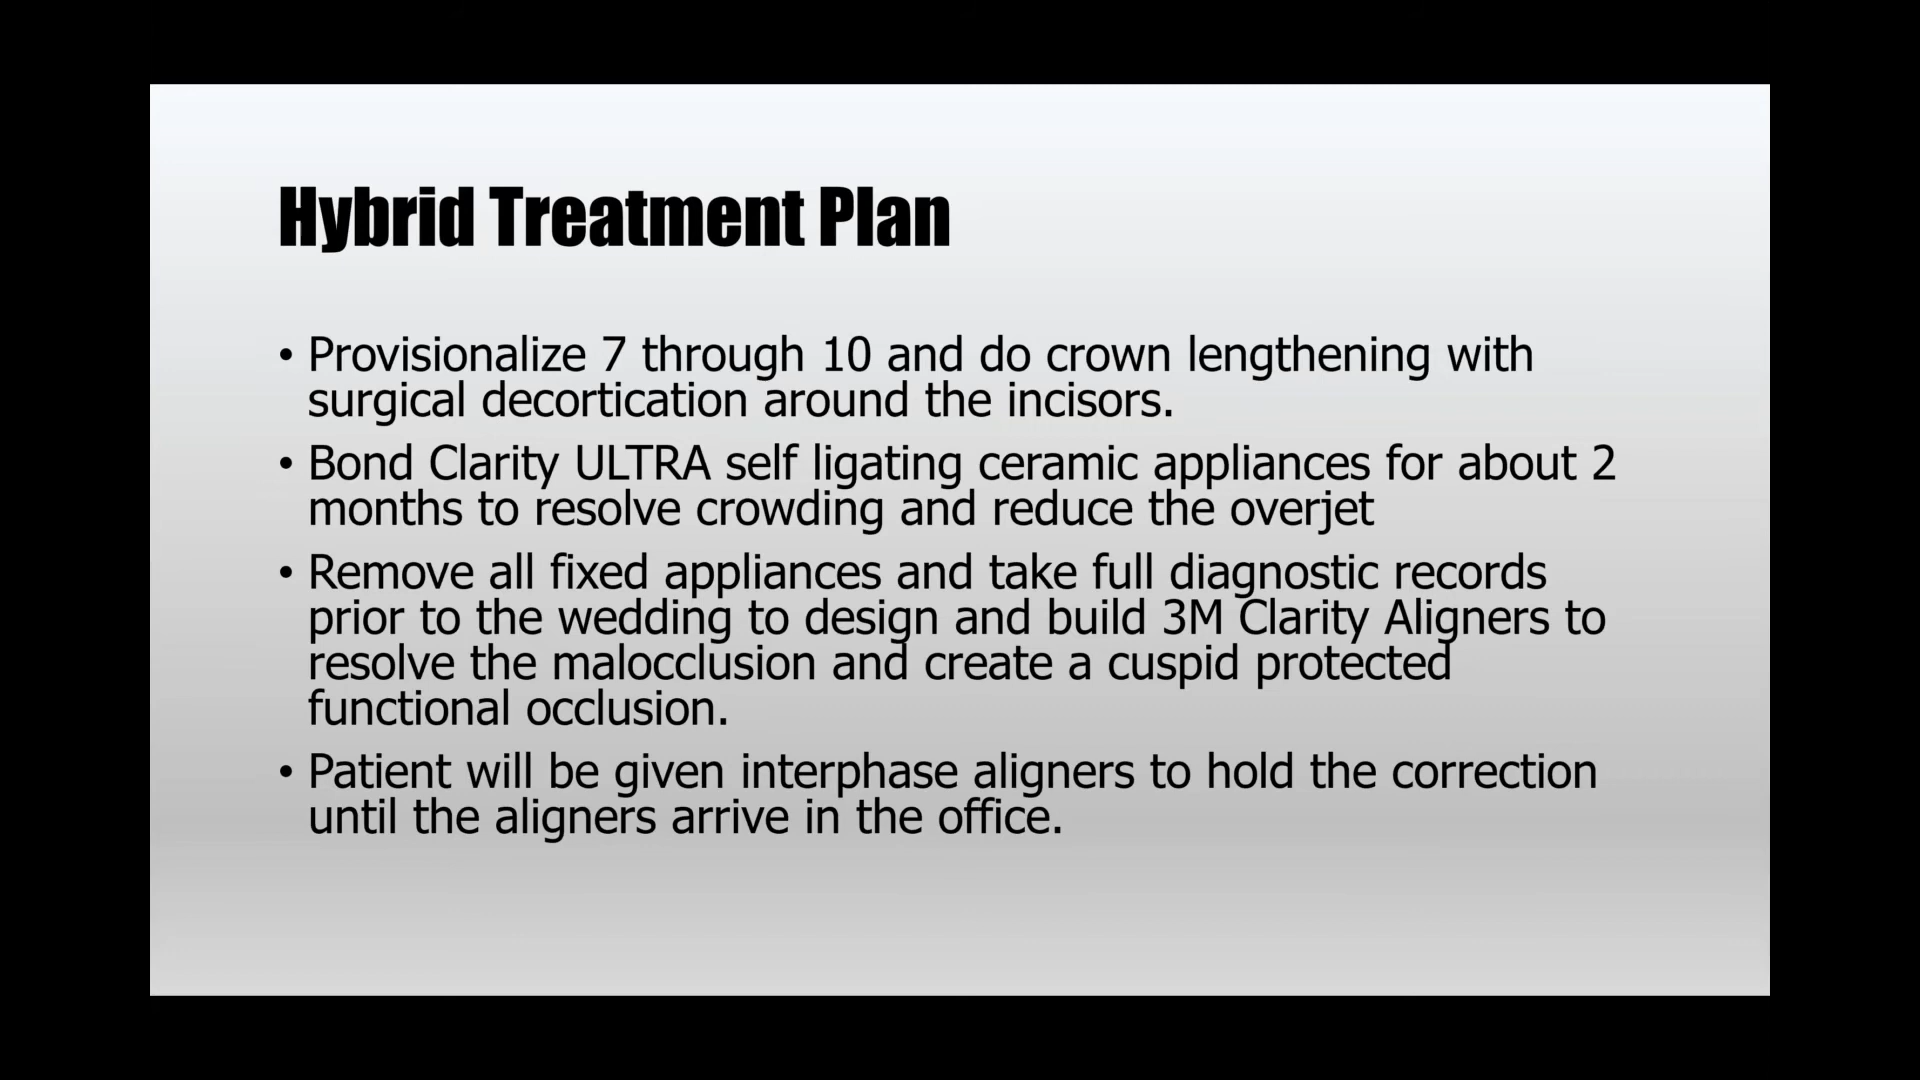 Hybrid Treatment Plan
• Provisionalize 7 through 10 and do crown lengthening with
surgical decortication around the incisors.
• Bond Clarity ULTRA self ligating ceramic appliances for about 2
months to resolve crowding and reduce the overjet
• Remove all fixed appliances and take full diagnostic records
prior to the wedding to design and build 3M Clarity Aligners to
resolve the malocclusion and create a cuspid protected
functional occlusion.
• Patient will be given interphase aligners to hold the correction
until the aligners arrive in the office.